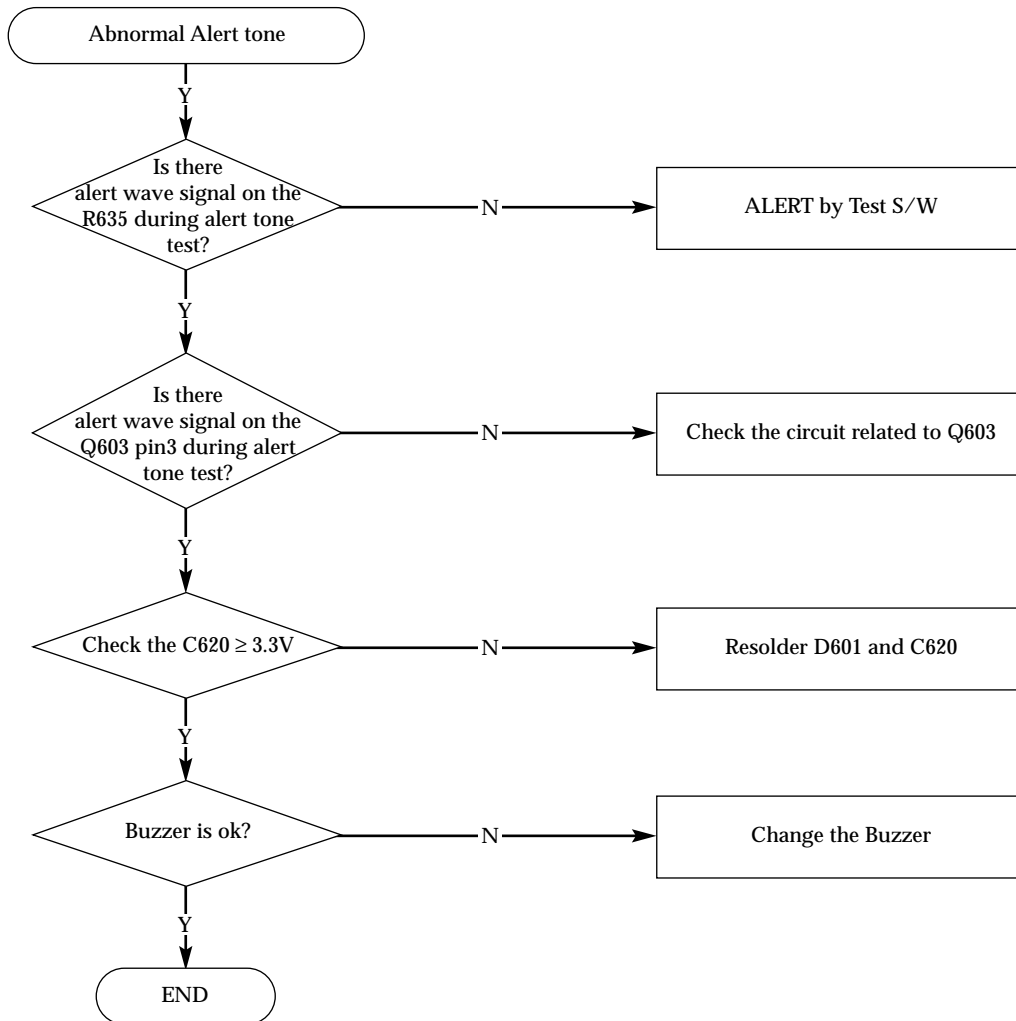 Abnormal Alert tone
Y
Is there
alert wave signal on the
R635 during alert tone
test?
N
ALERT by Test S/W
Y
Is there
alert wave signal on the
Q603 pin3 during alert
tone test?
N
Check the circuit related to Q603
Y
Check the C620 ≥ 3.3V
N
Resolder D601 and C620
Y
Buzzer is ok?
N
Change the Buzzer
Y
END